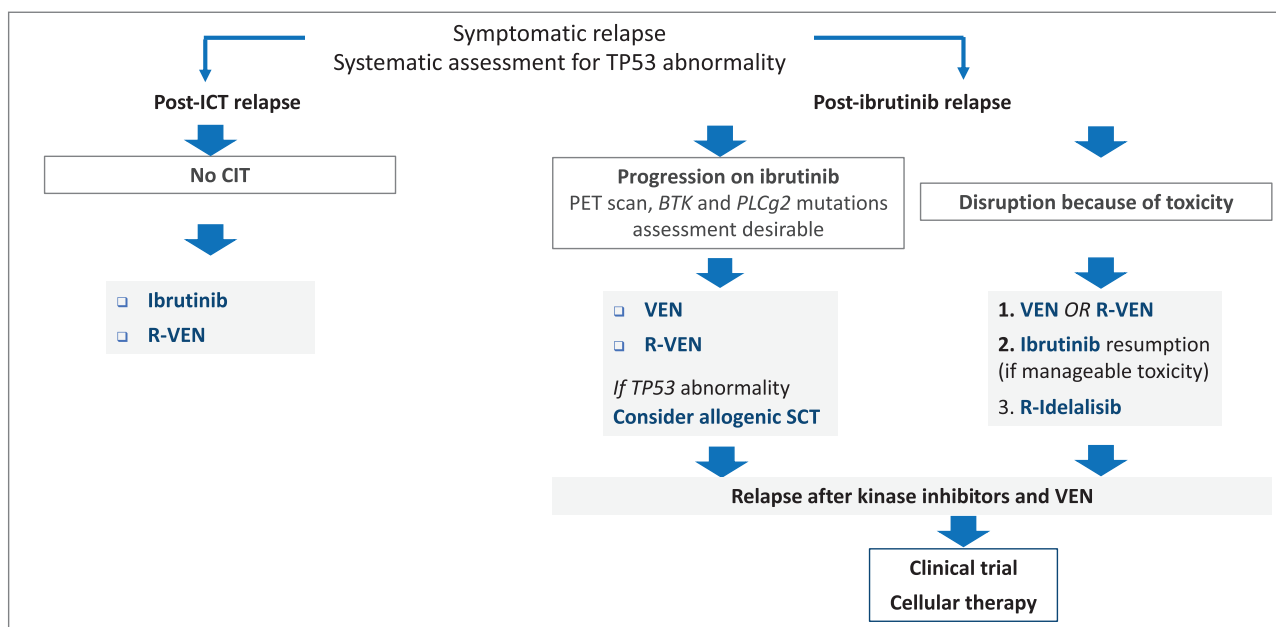 Symptomatic relapse
Systematic assessment for TP53 abnormality
Post-ICT relapse
No CIT
❑ Ibrutinib
❑ R-VEN
Post-ibrutinib relapse
Progression on ibrutinib
PET scan, BTK and PLCg2 mutations
assessment desirable
❑ VEN
❑ R-VEN
If TP53 abnormality
Consider allogenic SCT
Disruption because of toxicity
1. VEN OR R-VEN
2. Ibrutinib resumption
(if manageable toxicity)
3. R-Idelalisib
Relapse after kinase inhibitors and VEN
Clinical trial
Cellular therapy